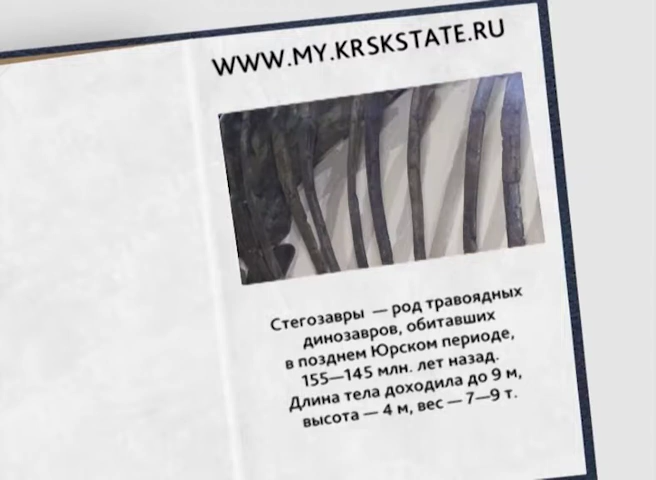 WWW.MY.KRSKSTATE.RU
Стегозавры — род травоядных
динозавров, обитавших
в позднем Юрском периоде,
155—145 млн. лет назад.
Длина тела доходила до 9 м,
высота — 4 м, вес — 7—9 т.